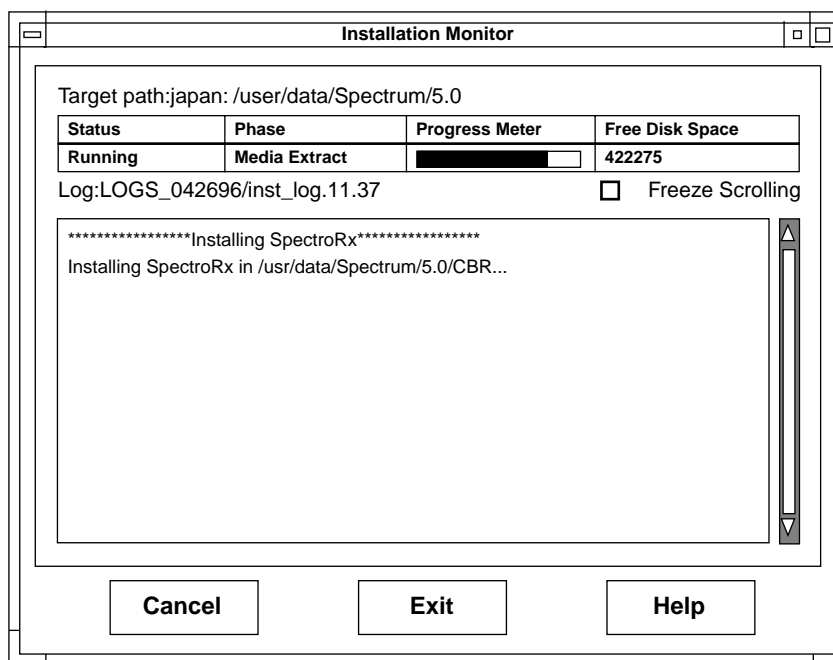 Installation Monitor
Target path:japan: /user/data/Spectrum/5.0
Status Phase Progress Meter Free Disk Space
Running Media Extract 422275
Log:LOGS_042696/inst_log.11.37 Freeze Scrolling
*****************Installing SpectroRx*****************
Installing SpectroRx in /usr/data/Spectrum/5.0/CBR...
Cancel Exit Help